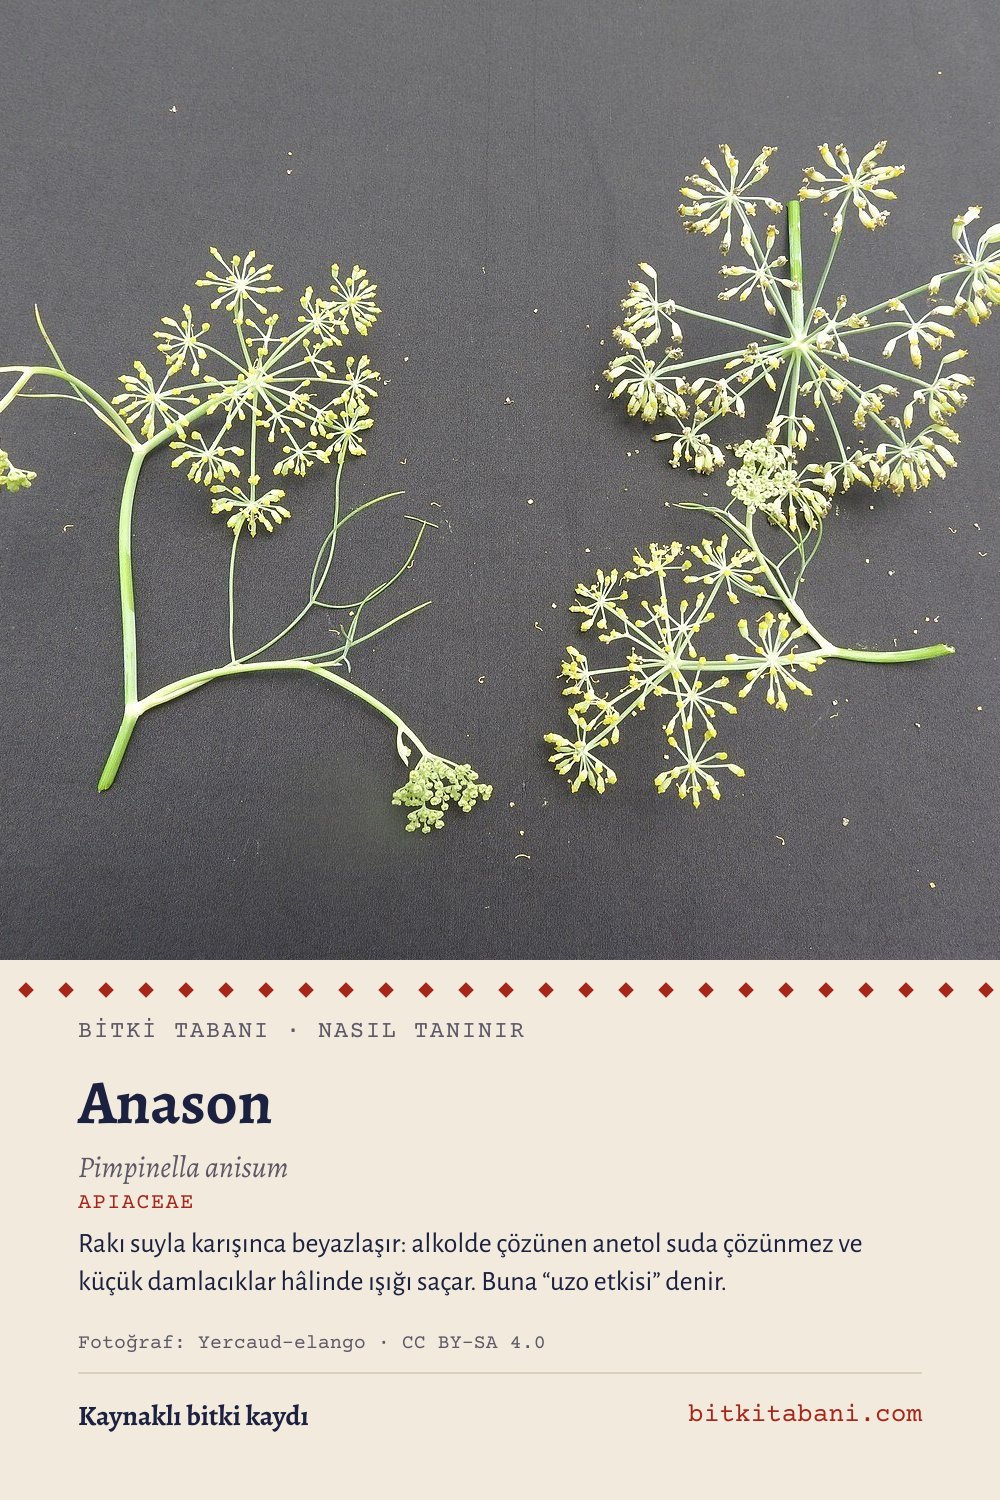 BİTKİ TABANI · NASIL TANINIR
Anason
Pimpinella anisum
APIACEAE
Rakı suyla karışınca beyazlaşır: alkolde çözünen anetol suda çözünmez ve
küçük damlacıklar hâlinde ışığı saçar. Buna “uzo etkisi” denir.
Fotoğraf: Yercaud-elango · CC BY-SA 4.0
Kaynaklı bitki kaydı
bitkitabani.com